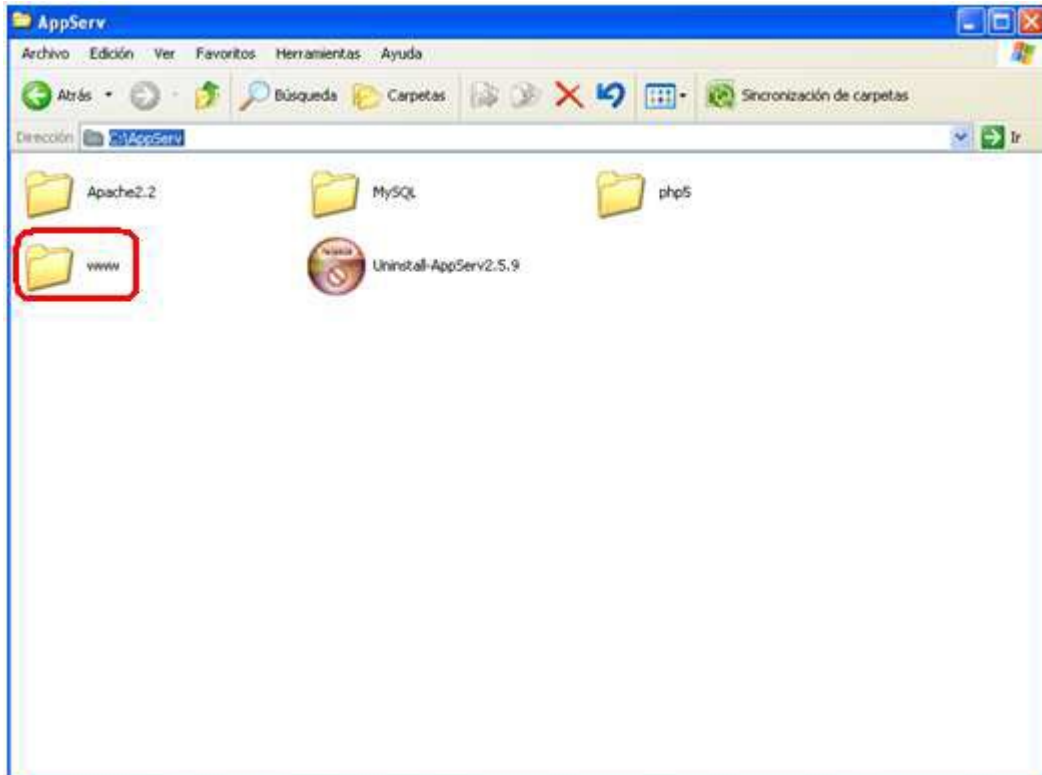 AppServ
Archivo Edición Ver Favoritos Herramientas Ayuda
Atrás Búsqueda Carpetas Sincronización de carpetas
Dirección C:\AppServ Ir
Apache2.2 MySQL php5
www Uninstall-AppServ2.5.9